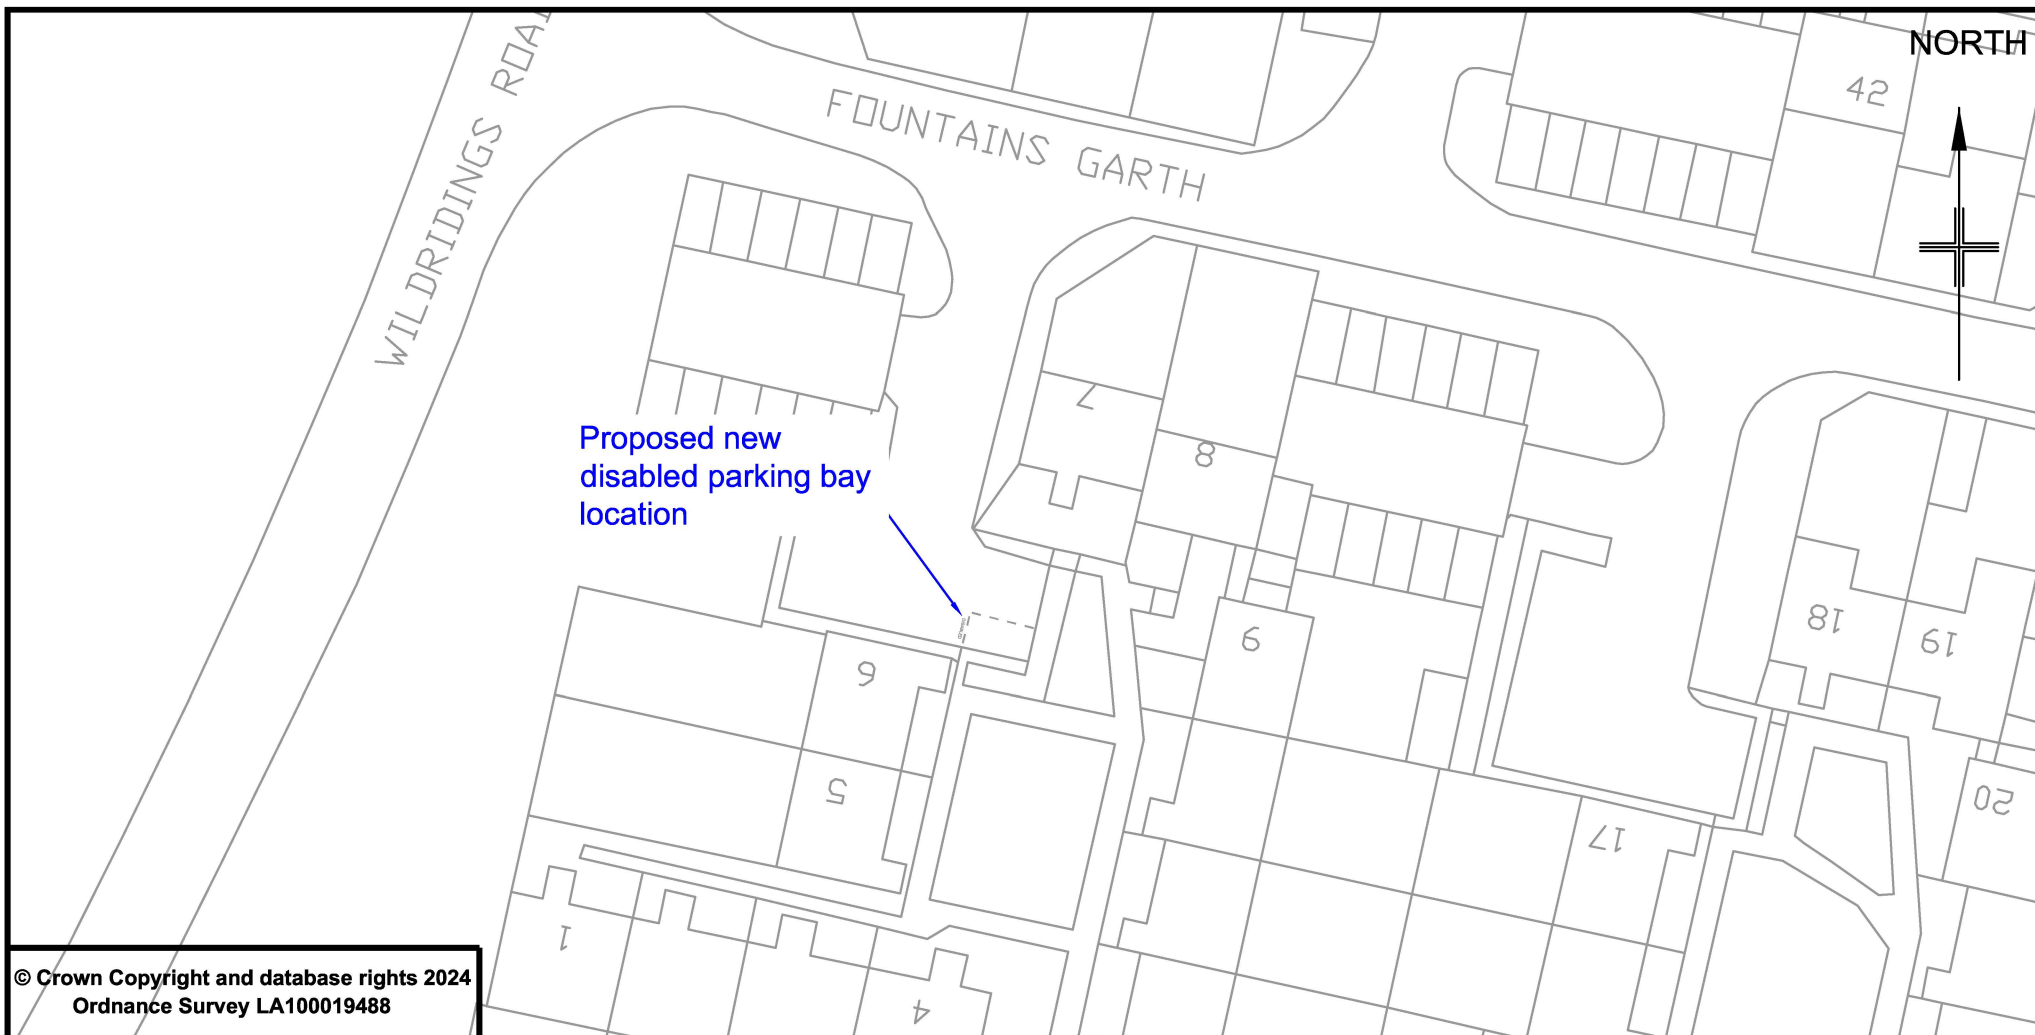 NORTH
WILDRIDINGS ROA
FOUNTAINS GARTH
42
7
8
Proposed new
disabled parking bay
location
9
6
5
18
19
20
17
1
4
© Crown Copyright and database rights 2024
Ordnance Survey LA100019488